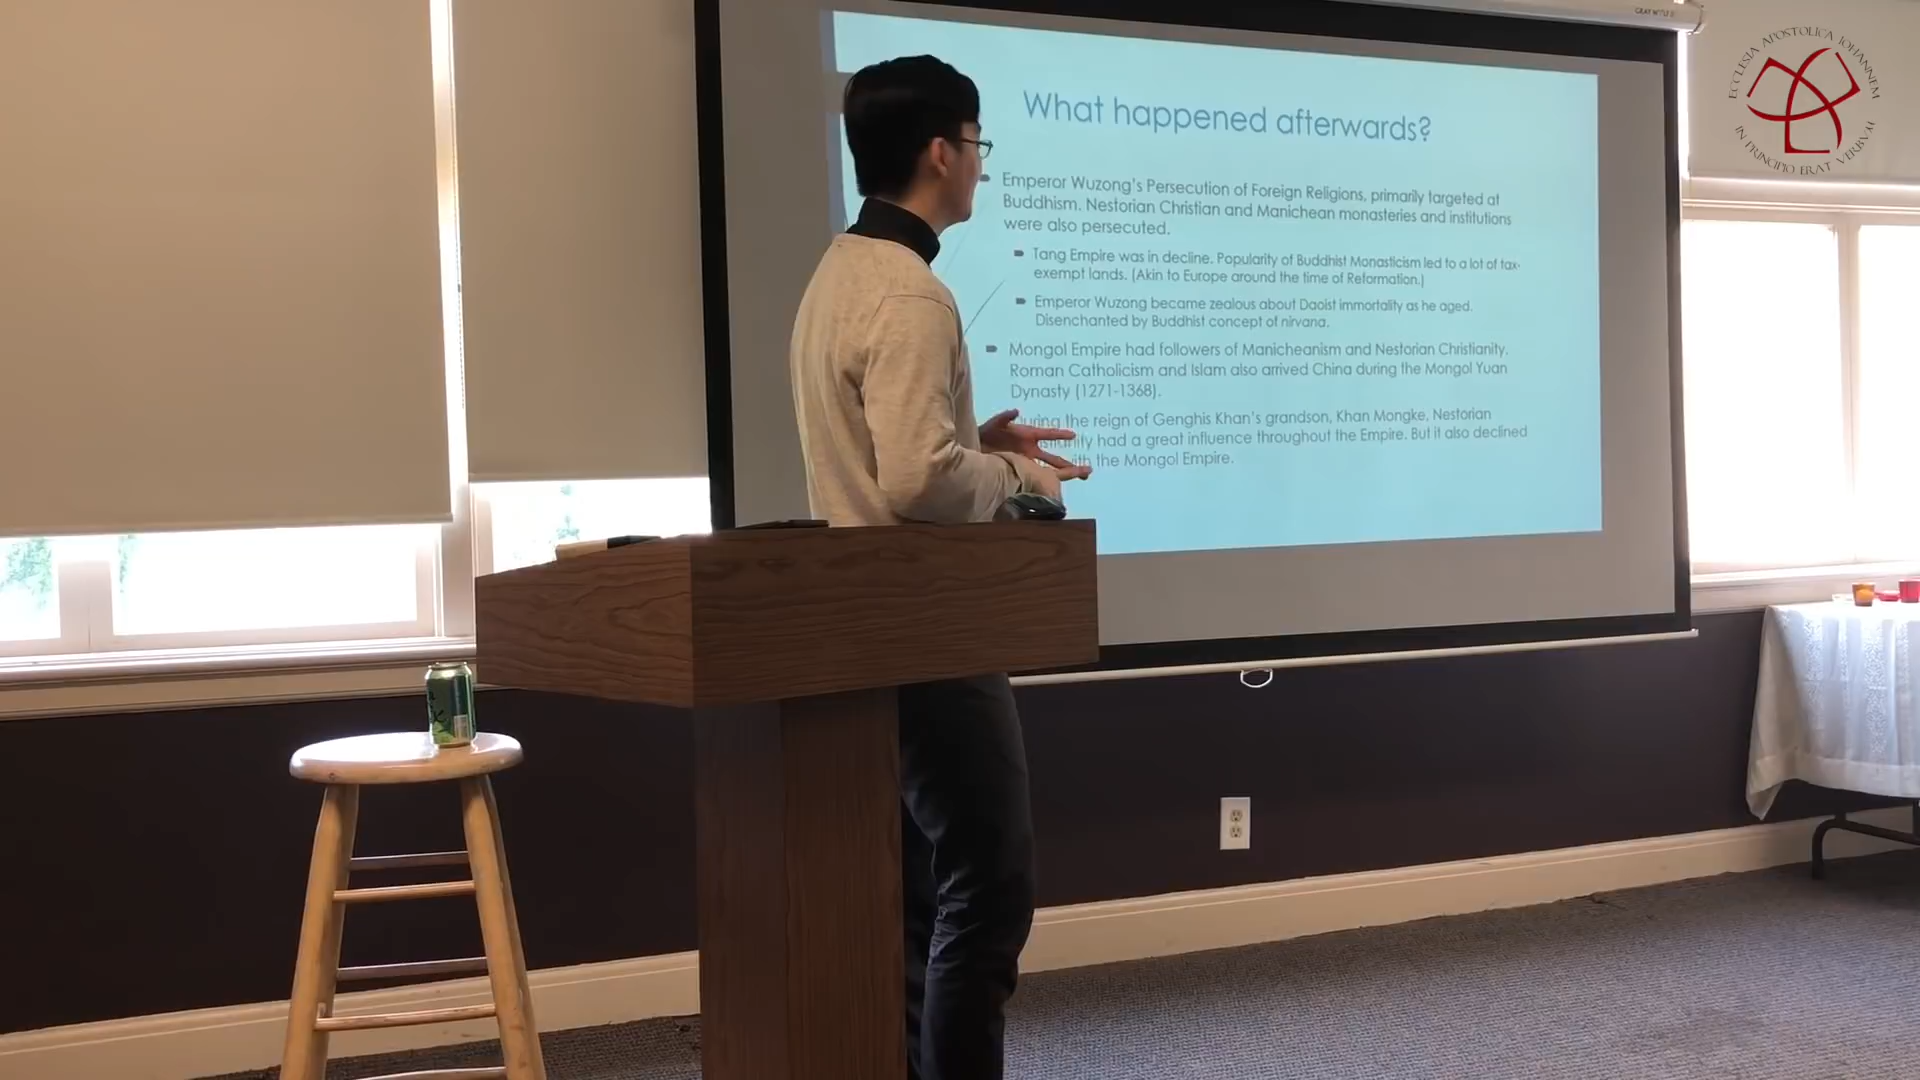 What happened afterwards?
Emperor Wuzong's Persecution of Foreign Religions, primarily targeted at
Buddhism. Nestorian Christian and Manichean monasteries and institutions
were also persecuted.
Tang Empire was in decline. Popularity of Buddhist Monasticism led to a lot of tax-
exempt lands. (Akin to Europe around the time of Reformation.)
Emperor Wuzong became zealous about Daoist immortality as he aged.
Disenchanted by Buddhist concept of nirvana.
Mongol Empire had followers of Manicheanism and Nestorian Christianity.
Roman Catholicism and Islam also arrived China during the Mongol Yuan
Dynasty (1271-1368).
the reign of Genghis Khan's grandson, Khan Mongke, Nestorian
had a great influence throughout the Empire. But it also declined
with the Mongol Empire.
ECCLESIA APOSTOLICA IOHANNEM
IN PRINCIPIO ERAT VERBVM